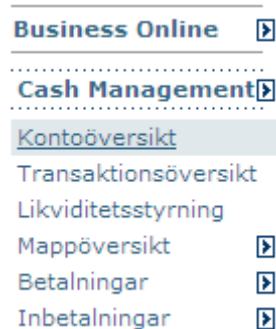 Business Online
Cash Management
Kontoöversikt
Transaktionsöversikt
Likviditetsstyrning
Mappöversikt
Betalningar
Inbetalningar